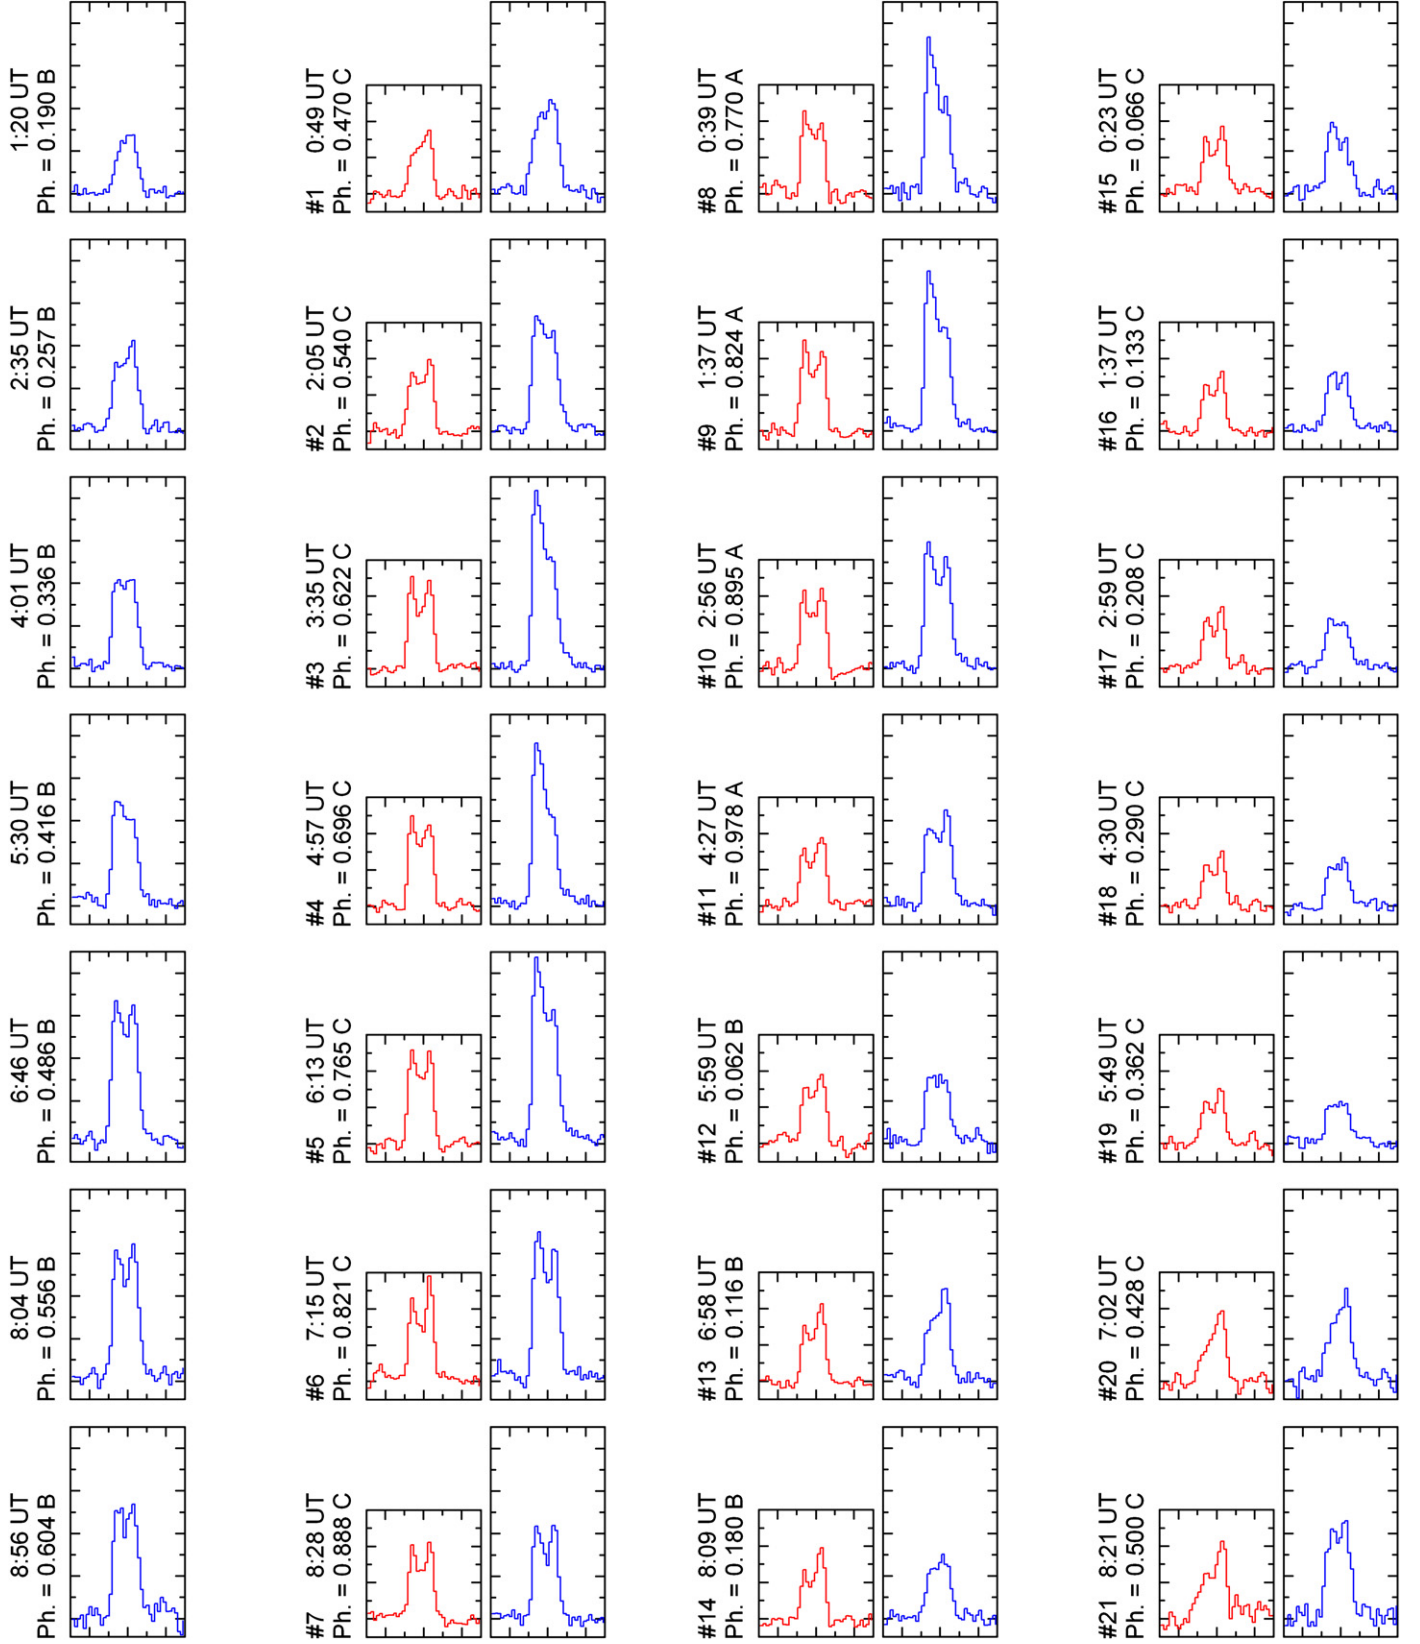 8:56 UT
Ph. = 0.604 B
8:04 UT
Ph. = 0.556 B
6:46 UT
Ph. = 0.486 B
5:30 UT
Ph. = 0.416 B
4:01 UT
Ph. = 0.336 B
2:35 UT
Ph. = 0.257 B
1:20 UT
Ph. = 0.190 B
#7 8:28 UT
Ph. = 0.888 C
#6 7:15 UT
Ph. = 0.821 C
#5 6:13 UT
Ph. = 0.765 C
#4 4:57 UT
Ph. = 0.696 C
#3 3:35 UT
Ph. = 0.622 C
#2 2:05 UT
Ph. = 0.540 C
#1 0:49 UT
Ph. = 0.470 C
#14 8:09 UT
Ph. = 0.180 B
#13 6:58 UT
Ph. = 0.116 B
#12 5:59 UT
Ph. = 0.062 B
#11 4:27 UT
Ph. = 0.978 A
#10 2:56 UT
Ph. = 0.895 A
#9 1:37 UT
Ph. = 0.824 A
#8 0:39 UT
Ph. = 0.770 A
#21 8:21 UT
Ph. = 0.500 C
#20 7:02 UT
Ph. = 0.428 C
#19 5:49 UT
Ph. = 0.362 C
#18 4:30 UT
Ph. = 0.290 C
#17 2:59 UT
Ph. = 0.208 C
#16 1:37 UT
Ph. = 0.133 C
#15 0:23 UT
Ph. = 0.066 C